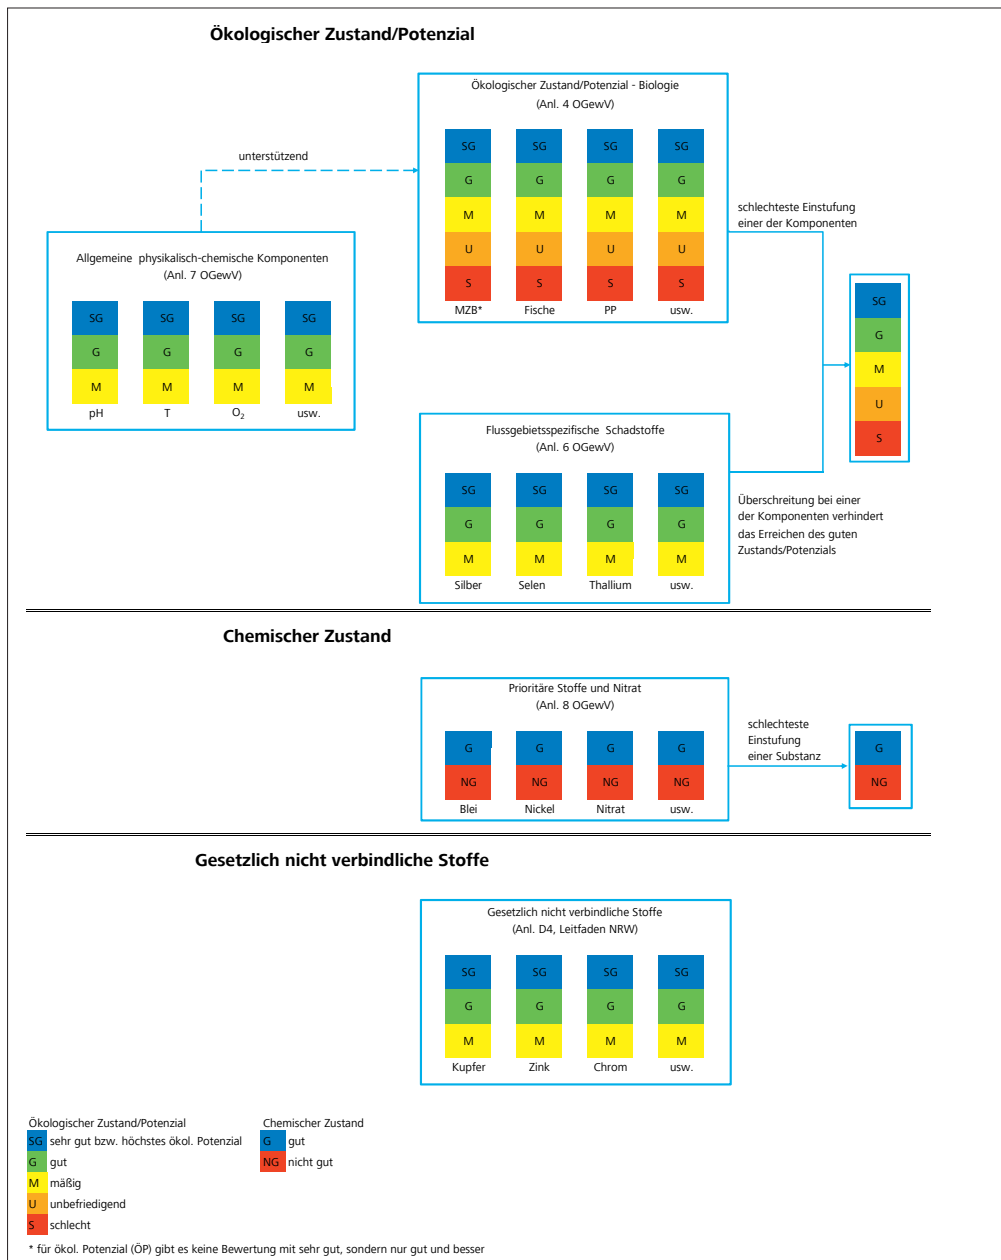 Ökologischer Zustand/Potenzial
Ökologischer Zustand/Potenzial - Biologie
(Anl. 4 OGewV)
SG SG SG SG
G G G G
M M M M
U U U U
S S S S
MZB* Fische PP usw.
unterstützend
Allgemeine physikalisch-chemische Komponenten
(Anl. 7 OGewV)
SG SG SG SG
G G G G
M M M M
pH T O₂ usw.
schlechteste Einstufung
einer der Komponenten
SG
G
M
U
S
Flussgebietsspezifische Schadstoffe
(Anl. 6 OGewV)
SG SG SG SG
G G G G
M M M M
Silber Selen Thallium usw.
Überschreitung bei einer
der Komponenten verhindert
das Erreichen des guten
Zustands/Potenzials
Chemischer Zustand
Prioritäre Stoffe und Nitrat
(Anl. 8 OGewV)
G G G G
NG NG NG NG
Blei Nickel Nitrat usw.
schlechteste
Einstufung
einer Substanz
G
NG
Gesetzlich nicht verbindliche Stoffe
Gesetzlich nicht verbindliche Stoffe
(Anl. D4, Leitfaden NRW)
SG SG SG SG
G G G G
M M M M
Kupfer Zink Chrom usw.
Ökologischer Zustand/Potenzial
SG sehr gut bzw. höchstes ökol. Potenzial
G gut
M mäßig
U unbefriedigend
S schlecht
Chemischer Zustand
G gut
NG nicht gut
* für ökol. Potenzial (ÖP) gibt es keine Bewertung mit sehr gut, sondern nur gut und besser